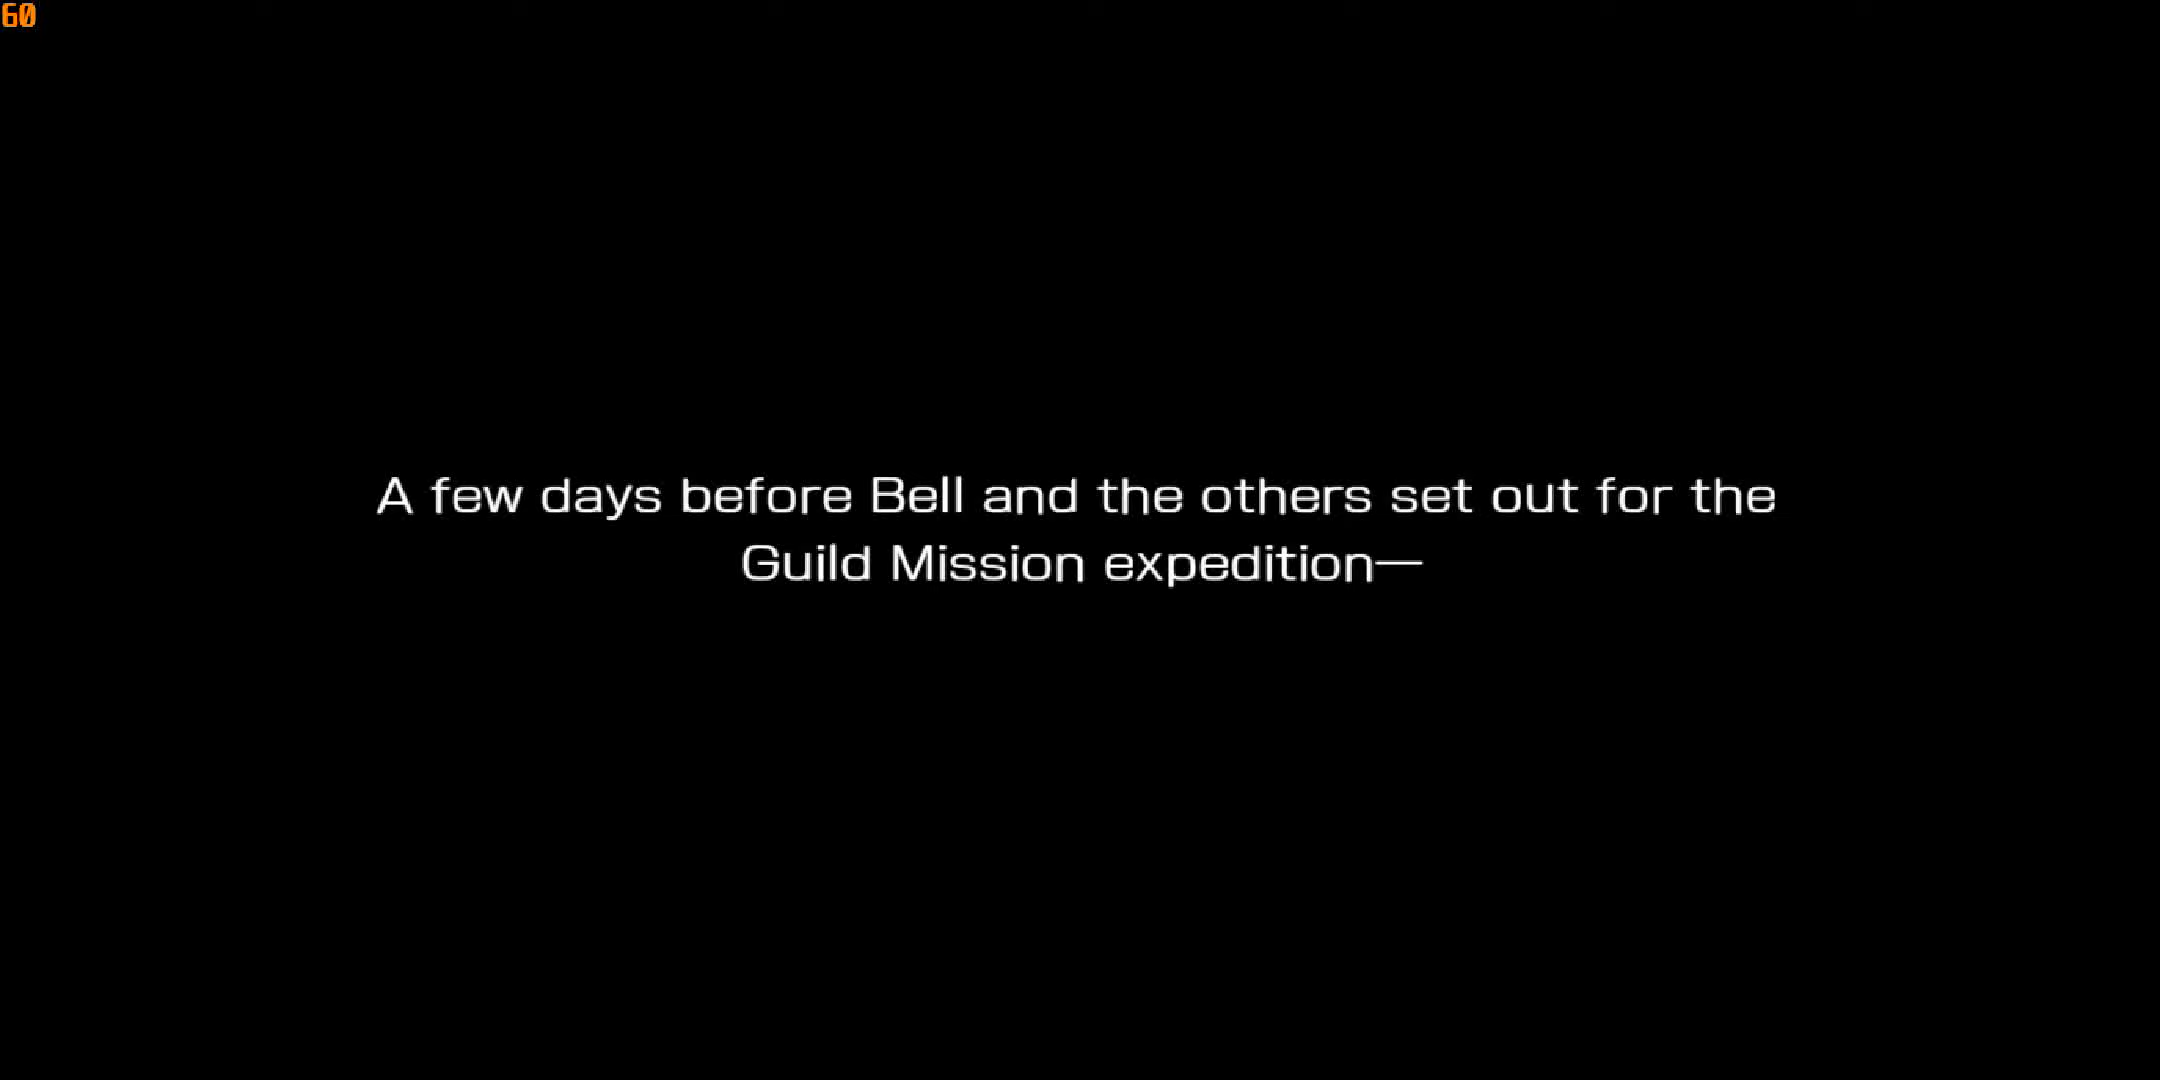 60
A few days before Bell and the others set out for the
Guild Mission expedition—